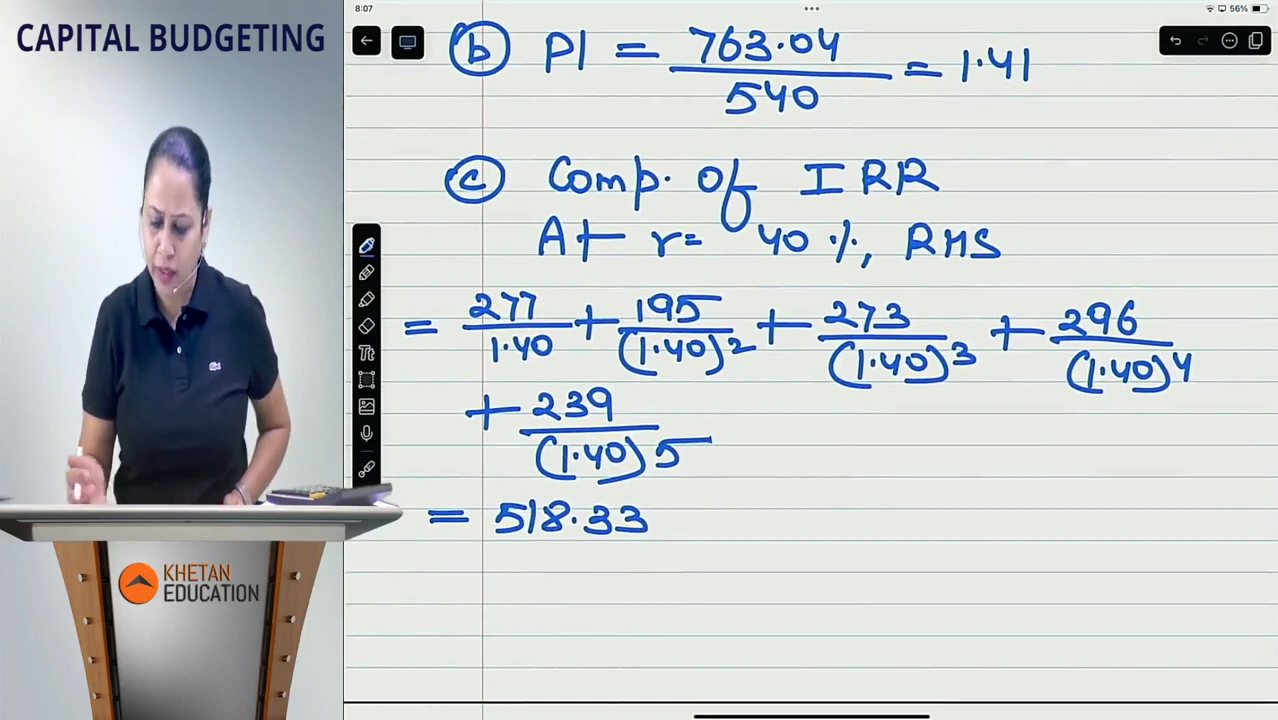 CAPITAL BUDGETING
8:07
56%
(b) PI = 763.04 / 540 = 1.41
(c) Comp. of IRR
At r= 40 %, RHS
= 277/1.40 + 195/(1.40)2 + 273/(1.40)3 + 296/(1.40)4
+ 239/(1.40)5
= 518.33
Tt
KHETAN
EDUCATION